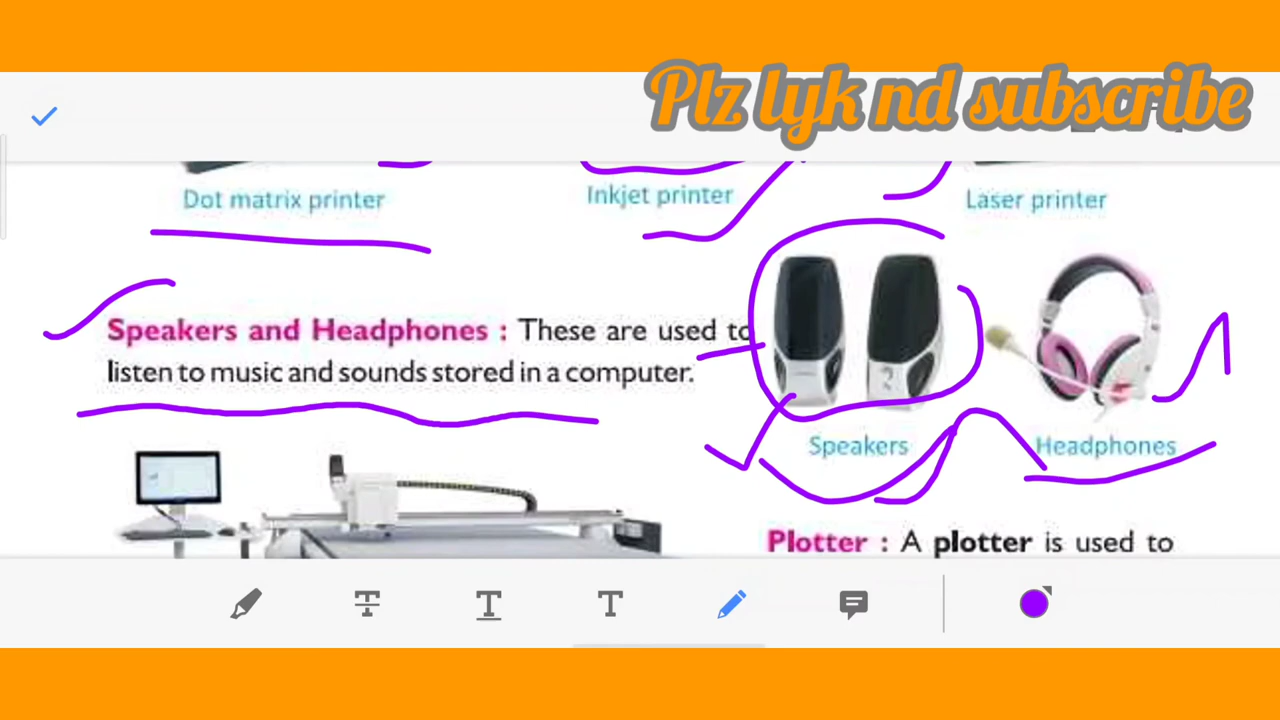 Plz lyk nd subscribe
Dot matrix printer
Inkjet printer
Laser printer
Speakers and Headphones : These are used to
listen to music and sounds stored in a computer.
Speakers
Headphones
Plotter : A plotter is used to